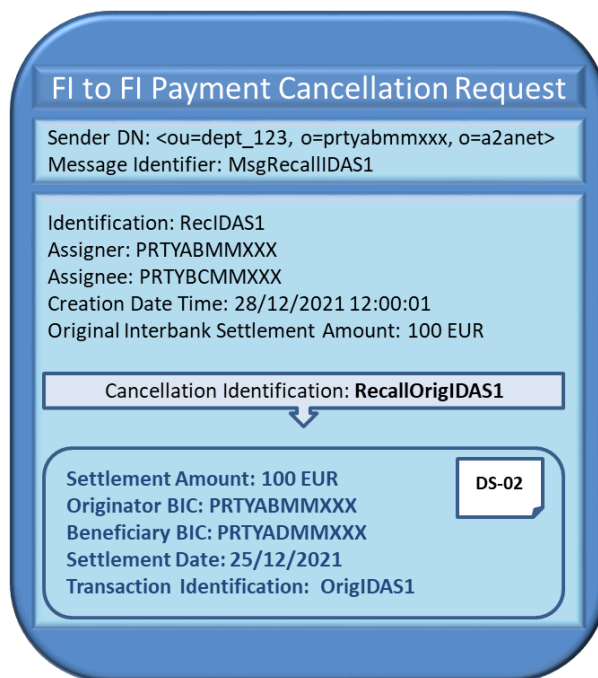 FI to FI Payment Cancellation Request
Sender DN: <ou=dept_123, o=prtyabmmxxx, o=a2anet>
Message Identifier: MsgRecallIDAS1
Identification: RecIDAS1
Assigner: PRTYABMMXXX
Assignee: PRTYBCMMXXX
Creation Date Time: 28/12/2021 12:00:01
Original Interbank Settlement Amount: 100 EUR
Cancellation Identification: RecallOrigIDAS1
Settlement Amount: 100 EUR
Originator BIC: PRTYABMMXXX
Beneficiary BIC: PRTYADMMXXX
Settlement Date: 25/12/2021
Transaction Identification: OrigIDAS1
DS-02